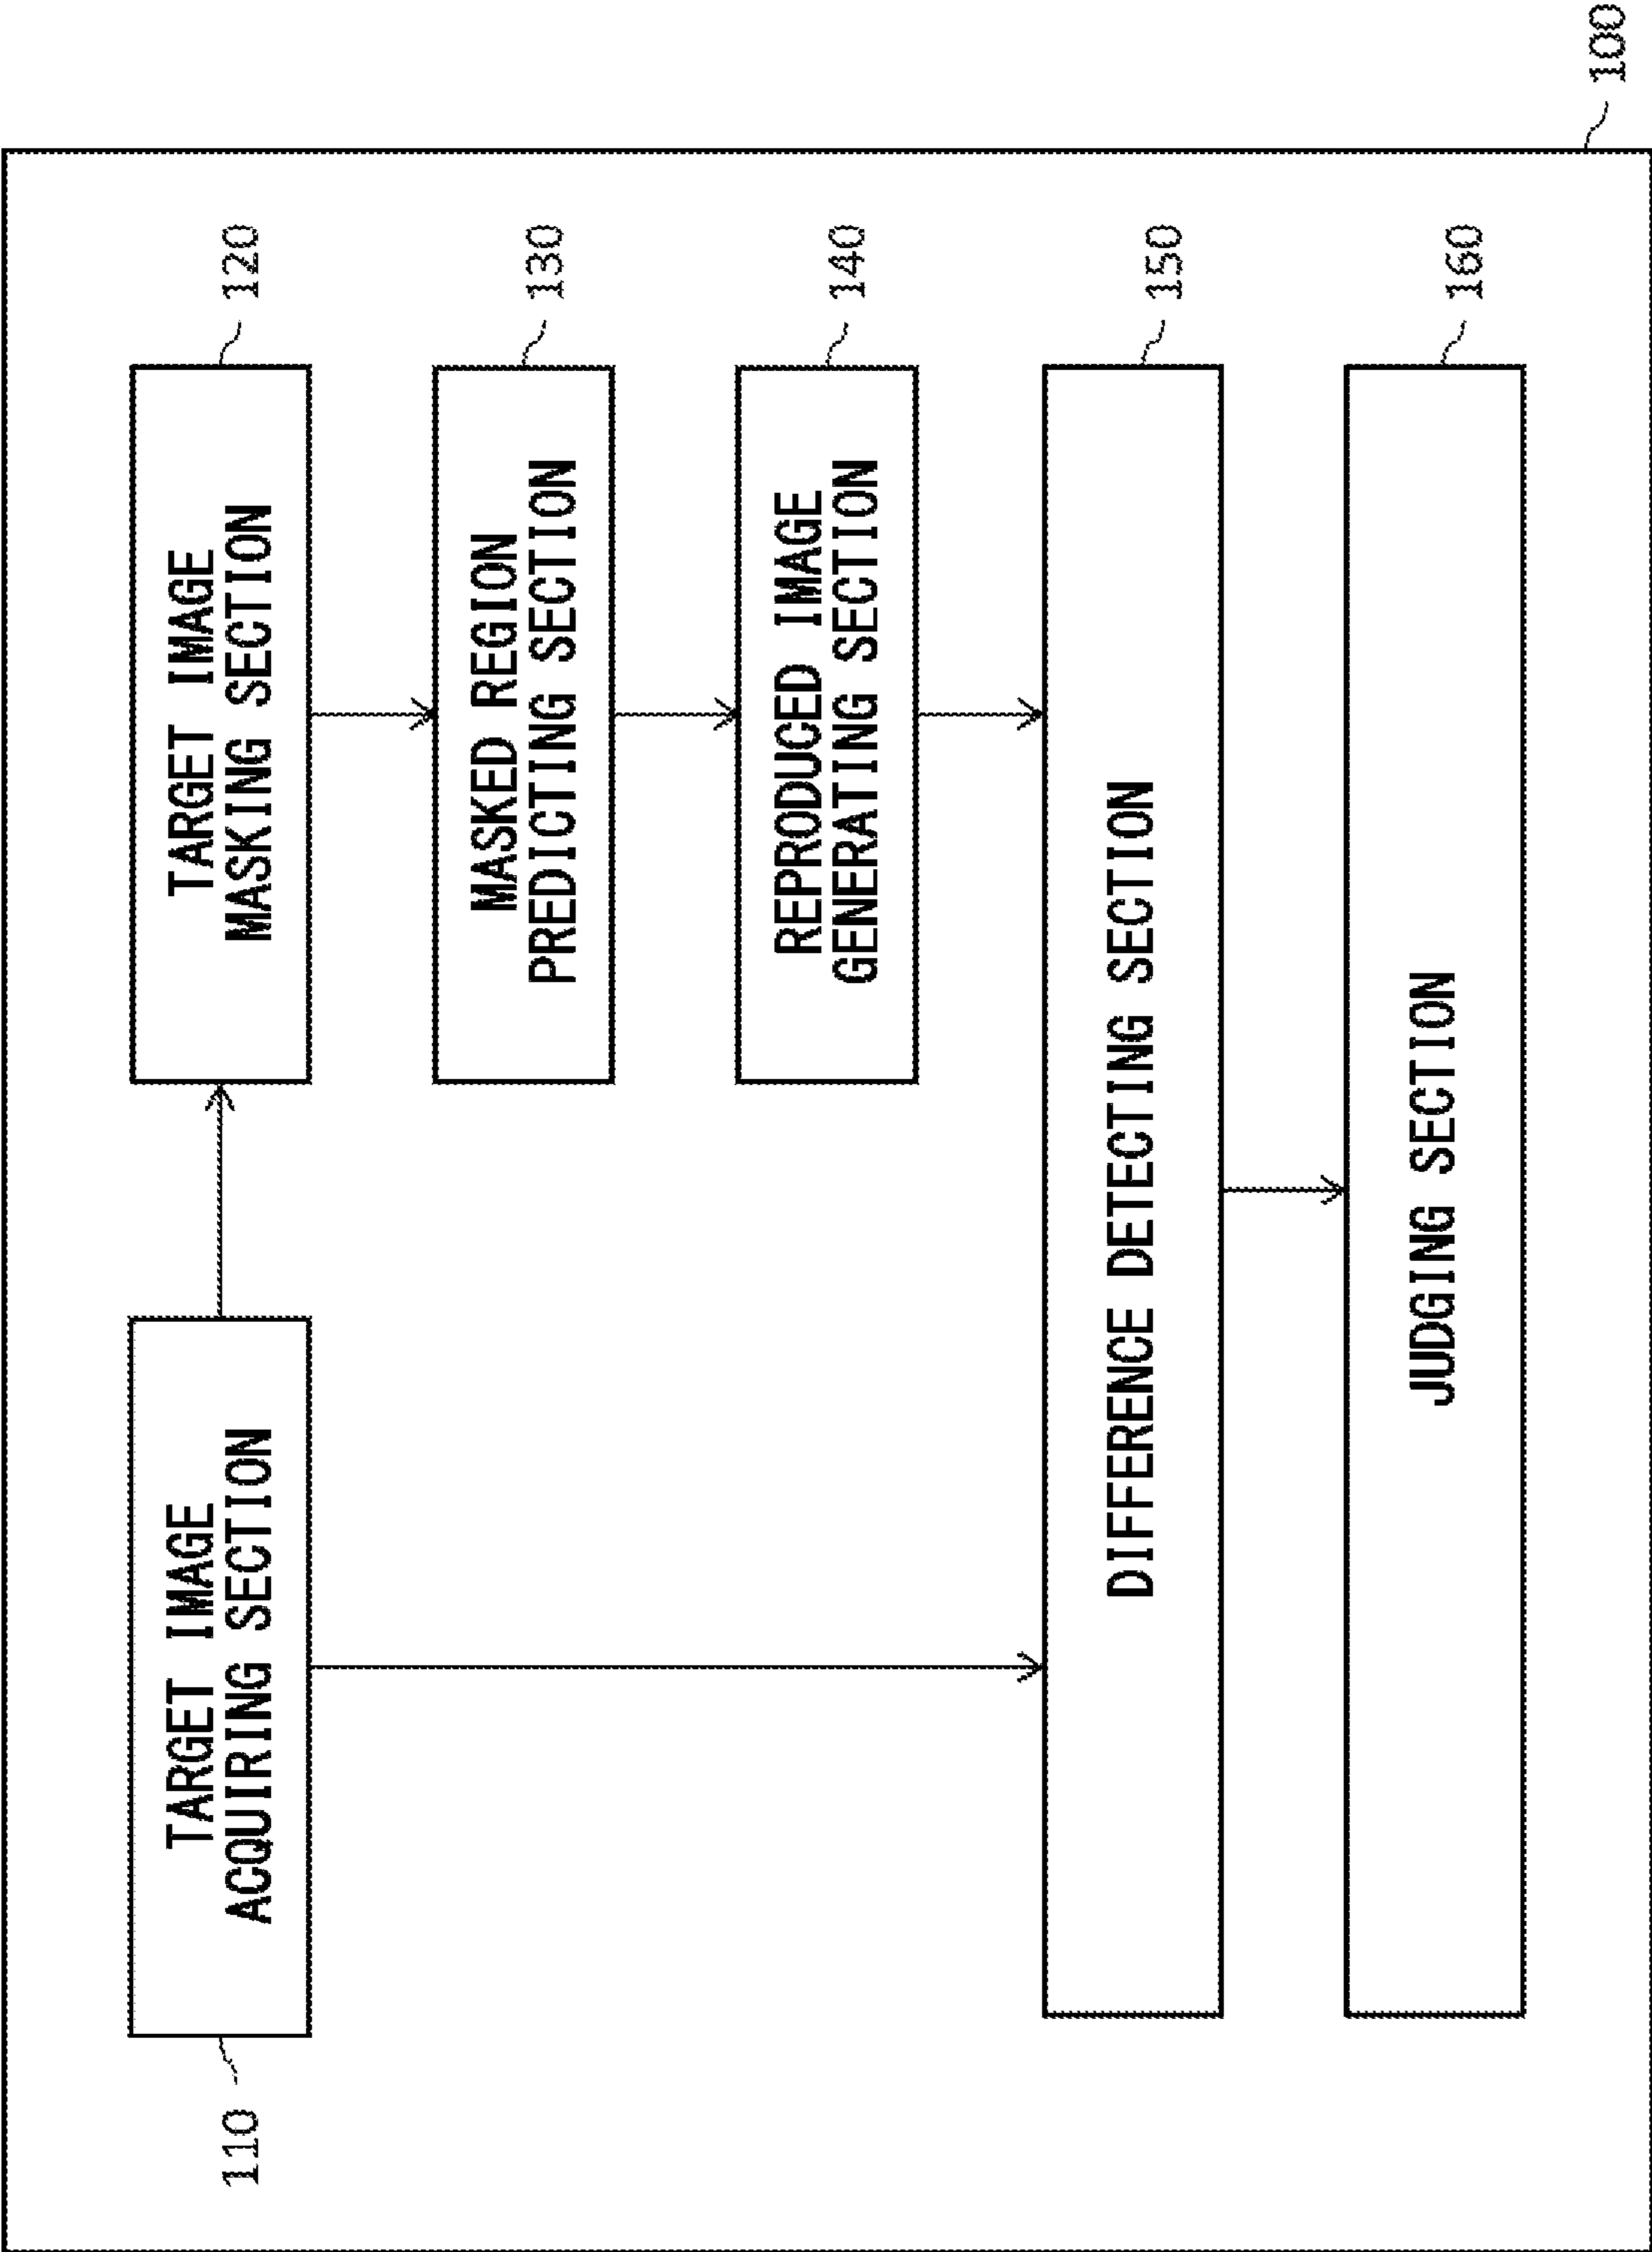 110
TARGET IMAGE
ACQUIRING SECTION
TARGET IMAGE
MASKING SECTION
120
MASKED REGION
PREDICTING SECTION
130
REPRODUCED IMAGE
GENERATING SECTION
140
DIFFERENCE DETECTING SECTION
150
JUDGING SECTION
160
100